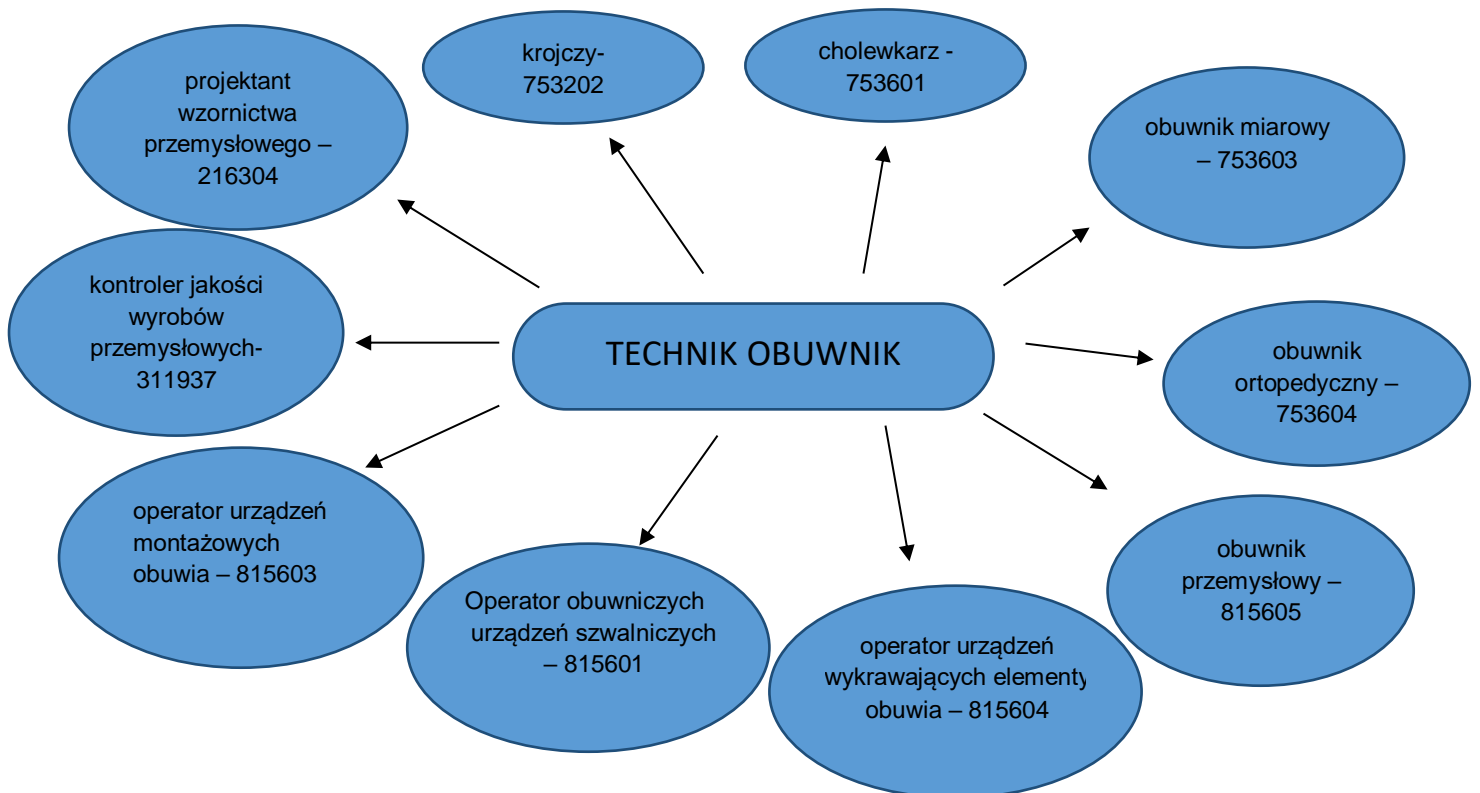 krojczy-
753202
cholewkarz -
753601
projektant
wzornictwa
przemysłowego –
216304
obuwnik miarowy
– 753603
kontroler jakości
wyrobów
przemysłowych-
311937
TECHNIK OBUWNIK
obuwnik
ortopedyczny –
753604
operator urządzeń
montażowych
obuwia – 815603
Operator obuwniczych
urządzeń szwalniczych
– 815601
operator urządzeń
wykrawających elementy
obuwia – 815604
obuwnik
przemysłowy –
815605